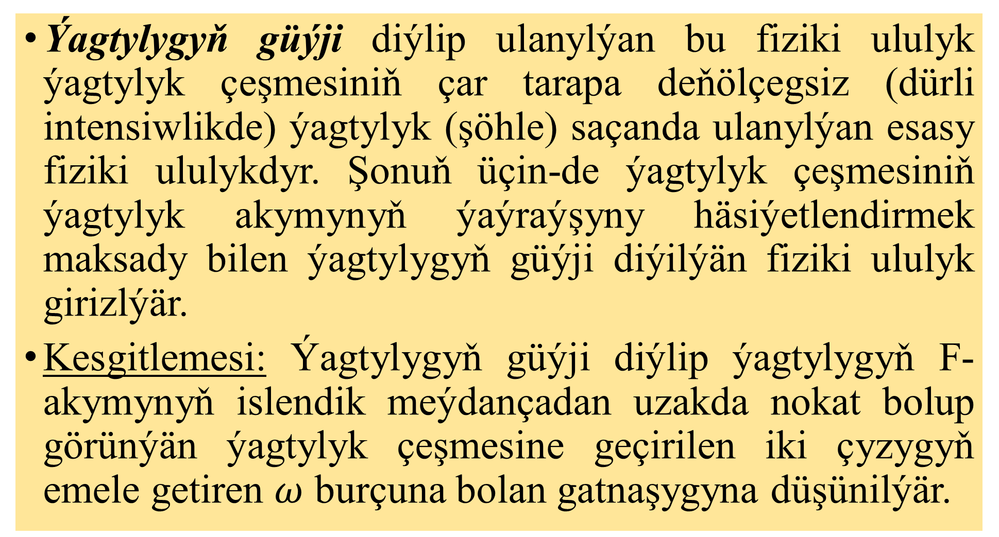 • Ýagtylygyň güýji diýlip ulanylýan bu fiziki ululyk
ýagtylyk çeşmesiniň çar tarapa deňölçegsiz (dürli
intensiwlikde) ýagtylyk (şöhle) saçanda ulanylýan esasy
fiziki ululykdyr. Şonuň üçin-de ýagtylyk çeşmesiniň
ýagtylyk akymynyň ýaýraýşyny häsiýetlendirmek
maksady bilen ýagtylygyň güýji diýilýän fiziki ululyk
girizlýär.
• Kesgitlemesi: Ýagtylygyň güýji diýlip ýagtylygyň F-
akymynyň islendik meýdançadan uzakda nokat bolup
görünýän ýagtylyk çeşmesine geçirilen iki çyzygyň
emele getiren ω burçuna bolan gatnaşygyna düşünilýär.